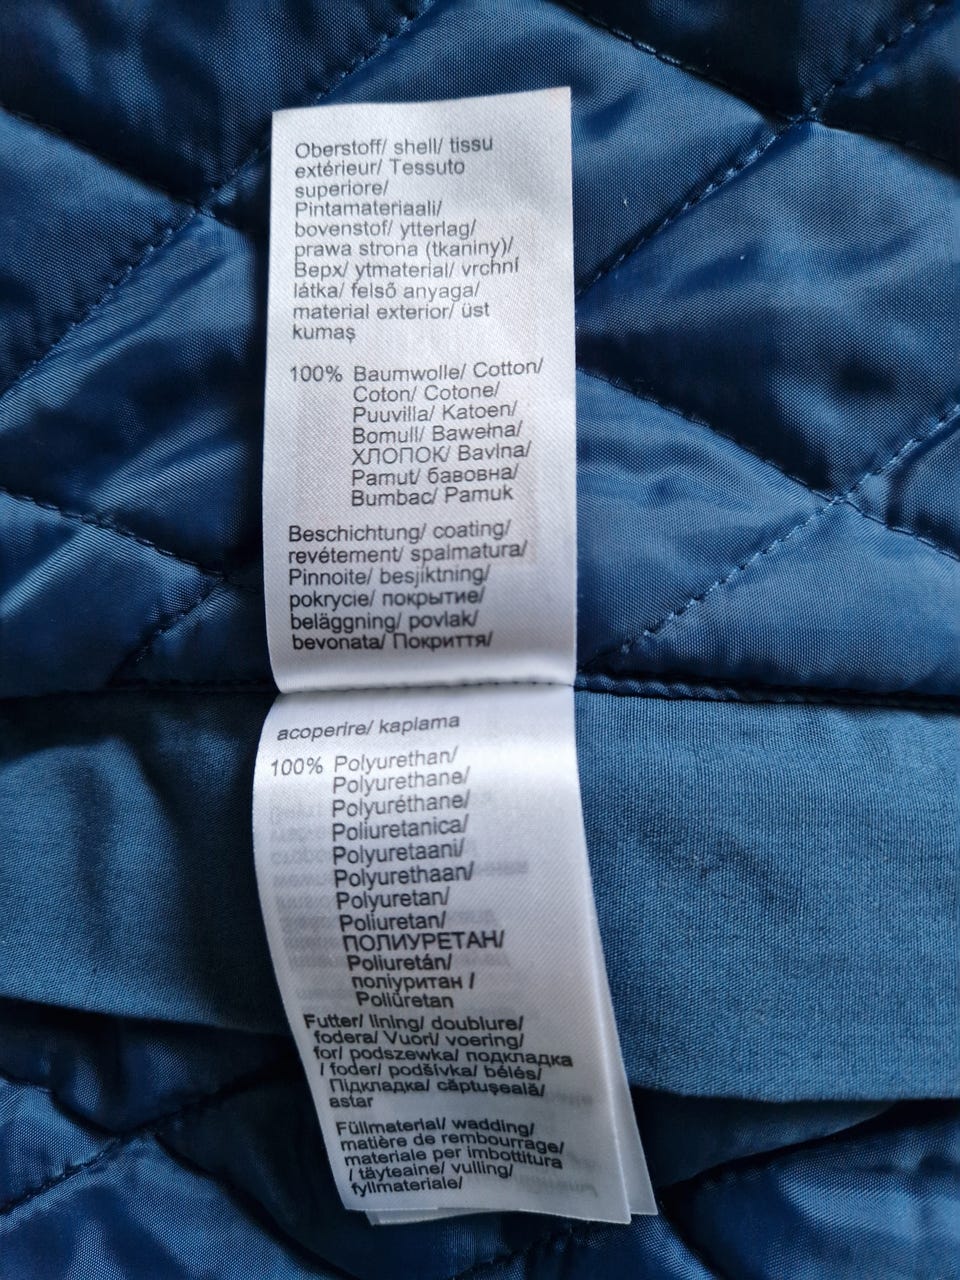 Oberstoff/ shell/ tissu
extérieur/ Tessuto
superiore/
Pintamateriaali/
bovenstof/ ytterlag/
prawa strona (tkaniny)/
Верх/ ytmaterial/ vrchní
látka/ felső anyaga/
material exterior/ üst
kumaş
100% Baumwolle/ Cotton/
Coton/ Cotone/
Puuvilla/ Katoen/
Bomull/ Bawełna/
ХЛОПОК/ Bavlna/
Pamut/ бавовна/
Bumbac/ Pamuk
Beschichtung/ coating/
revétement/ spalmatura/
Pinnoite/ besjiktning/
pokrycie/ покрытие/
beläggning/ povlak/
bevonata/ Покриття/
acoperire/ kaplama
100% Polyurethan/
Polyurethane/
Polyuréthane/
Poliuretanica/
Polyuretaani/
Polyurethaan/
Polyuretan/
Poliuretan/
ПОЛИУРЕТАН/
Poliuretán/
поліуритан /
Poliüretan
Futter/ lining/ doublure/
fodera/ Vuori/ voering/
for/ podszewka/ подкладка
/ foder/ podšívka/ bélés/
Підкладка/ căptuşeală/
astar
Füllmaterial/ wadding/
matière de rembourrage/
materiale per imbottitura
/ täyteaine/ vulling/
fyllmateriale/